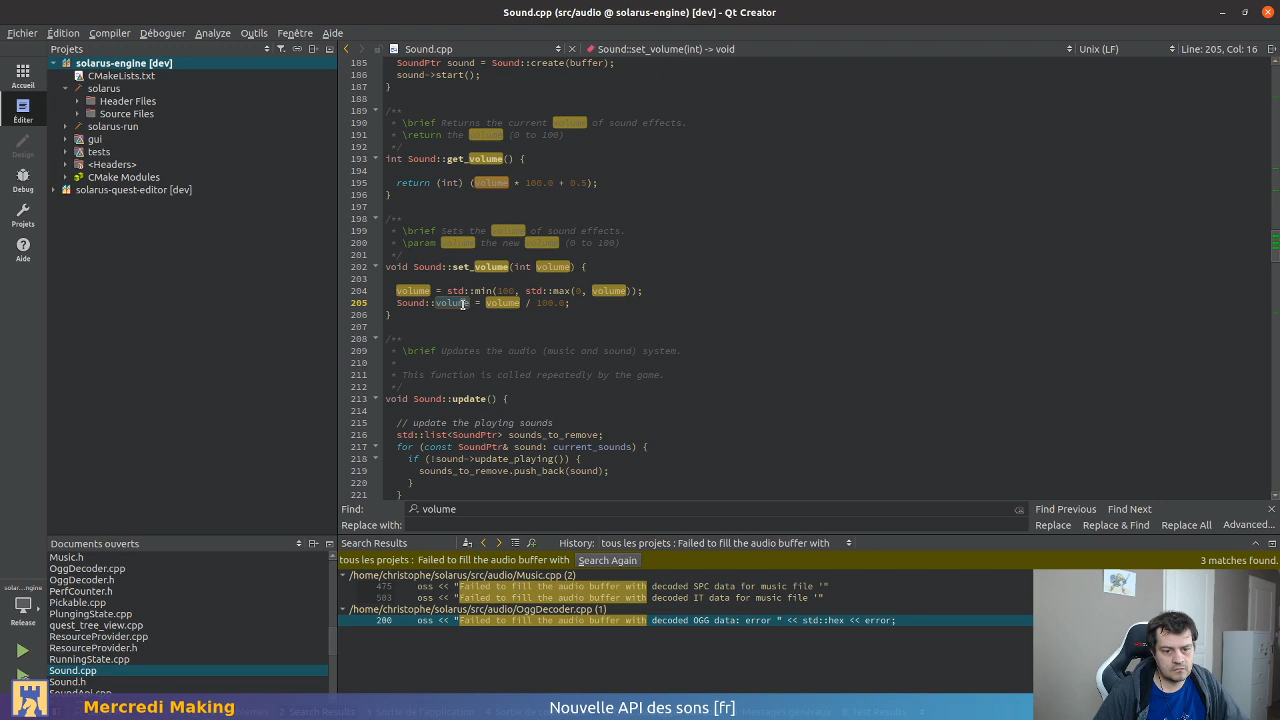 Sound.cpp (src/audio @ solarus-engine) [dev] - Qt Creator
Fichier Édition Compiler Déboguer Analyze Outils Fenêtre Aide
Projets
Sound.cpp
Sound::set_volume(int) -> void
Unix (LF)
Line: 205, Col: 16
Accueil
Éditer
Design
Debug
Projets
Aide
solarus-engine [dev]
CMakeLists.txt
solarus
Header Files
Source Files
solarus-run
gui
tests
<Headers>
CMake Modules
solarus-quest-editor [dev]
185 SoundPtr sound = Sound::create(buffer);
186 sound->start();
187 }
188
189 /**
190 * \brief Returns the current volume of sound effects.
191 * \return the volume (0 to 100)
192 */
193 int Sound::get_volume() {
194
195 return (int) (volume * 100.0 + 0.5);
196 }
197
198 /**
199 * \brief Sets the volume of sound effects.
200 * \param volume the new volume (0 to 100)
201 */
202 void Sound::set_volume(int volume) {
203
204 volume = std::min(100, std::max(0, volume));
205 Sound::volume = volume / 100.0;
206 }
207
208 /**
209 * \brief Updates the audio (music and sound) system.
210 *
211 * This function is called repeatedly by the game.
212 */
213 void Sound::update() {
214
215 // update the playing sounds
216 std::list<SoundPtr> sounds_to_remove;
217 for (const SoundPtr& sound: current_sounds) {
218 if (!sound->update_playing()) {
219 sounds_to_remove.push_back(sound);
220 }
221 }
Find: volume
Find Previous Find Next
Replace with:
Replace Replace & Find Replace All Advanced...
Documents ouverts
Music.h
OggDecoder.cpp
OggDecoder.h
PerfCounter.h
Pickable.cpp
PlungingState.cpp
quest_tree_view.cpp
ResourceProvider.cpp
ResourceProvider.h
RunningState.cpp
Sound.cpp
Sound.h
SoundApi.cpp
solar...gine
Release
Search Results
History: tous les projets : Failed to fill the audio buffer with
tous les projets : Failed to fill the audio buffer with Search Again
3 matches found.
/home/christophe/solarus/src/audio/Music.cpp (2)
475 oss << "Failed to fill the audio buffer with decoded SPC data for music file '"
503 oss << "Failed to fill the audio buffer with decoded IT data for music file '"
/home/christophe/solarus/src/audio/OggDecoder.cpp (1)
200 oss << "Failed to fill the audio buffer with decoded OGG data: error " << std::hex << error;
Mercredi Making
Nouvelle API des sons [fr]